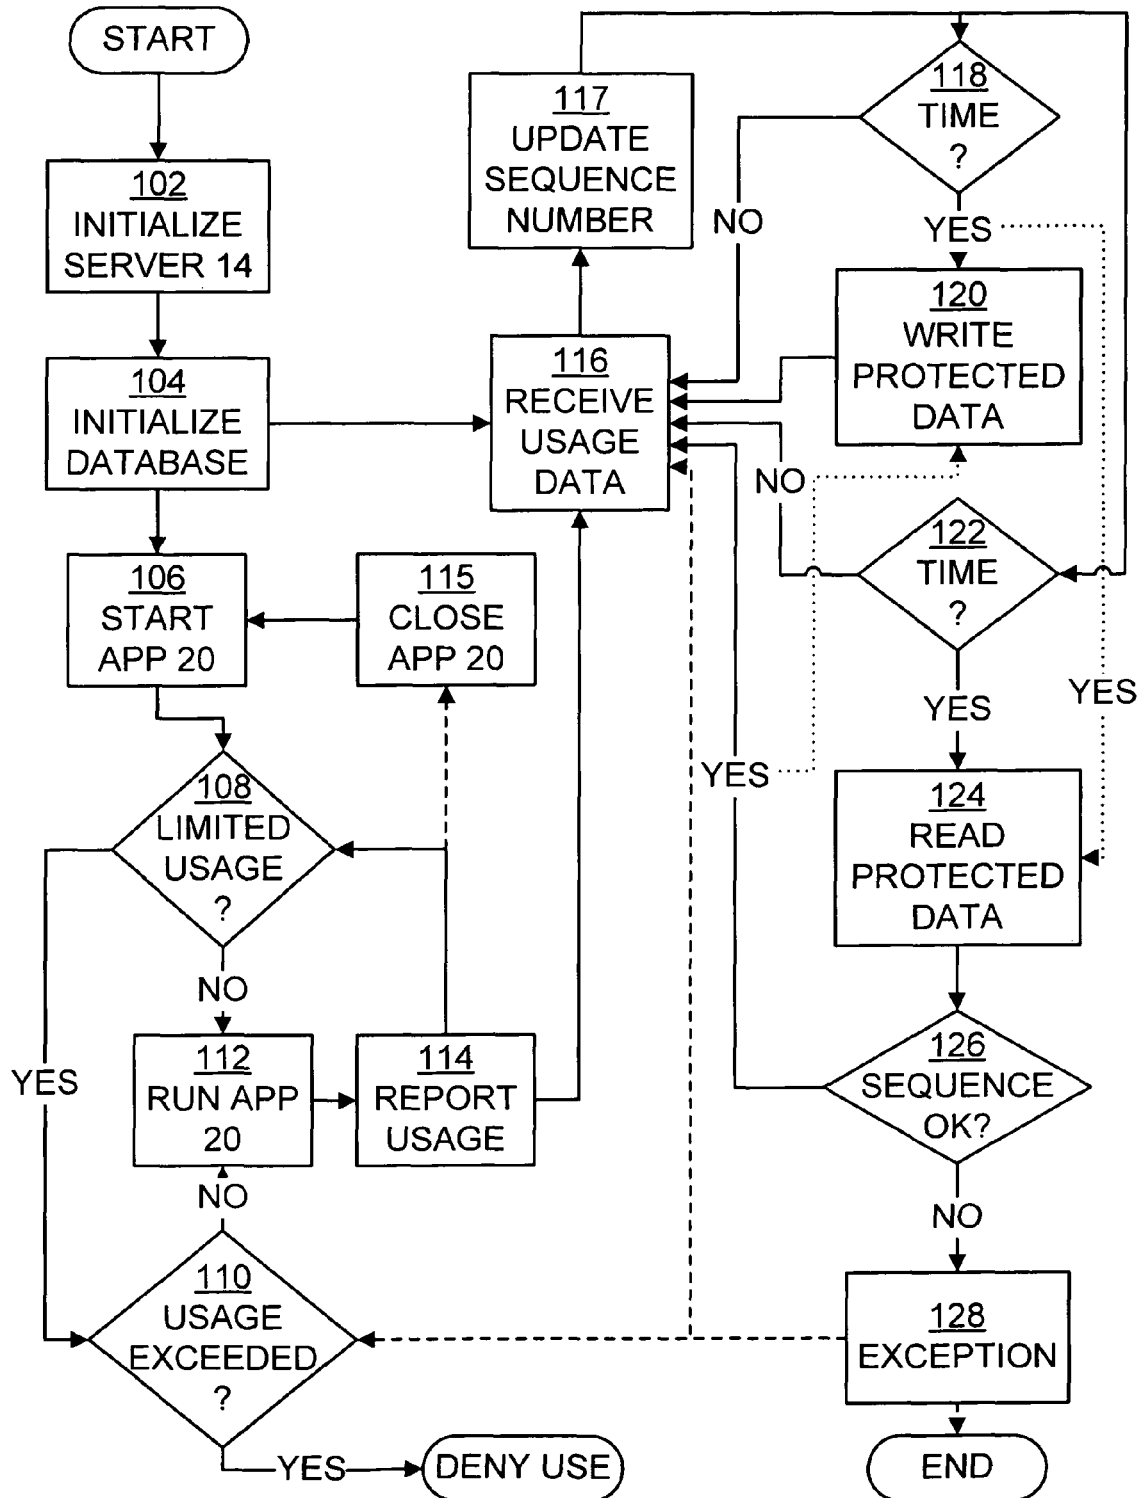 START
102
INITIALIZE
SERVER 14
104
INITIALIZE
DATABASE
106
START
APP 20
115
CLOSE
APP 20
108
LIMITED
USAGE
?
NO
YES
112
RUN APP
20
114
REPORT
USAGE
NO
110
USAGE
EXCEEDED
?
YES
DENY USE
117
UPDATE
SEQUENCE
NUMBER
116
RECEIVE
USAGE
DATA
118
TIME
?
NO
YES
120
WRITE
PROTECTED
DATA
NO
122
TIME
?
YES
YES
YES
124
READ
PROTECTED
DATA
126
SEQUENCE
OK?
NO
128
EXCEPTION
END